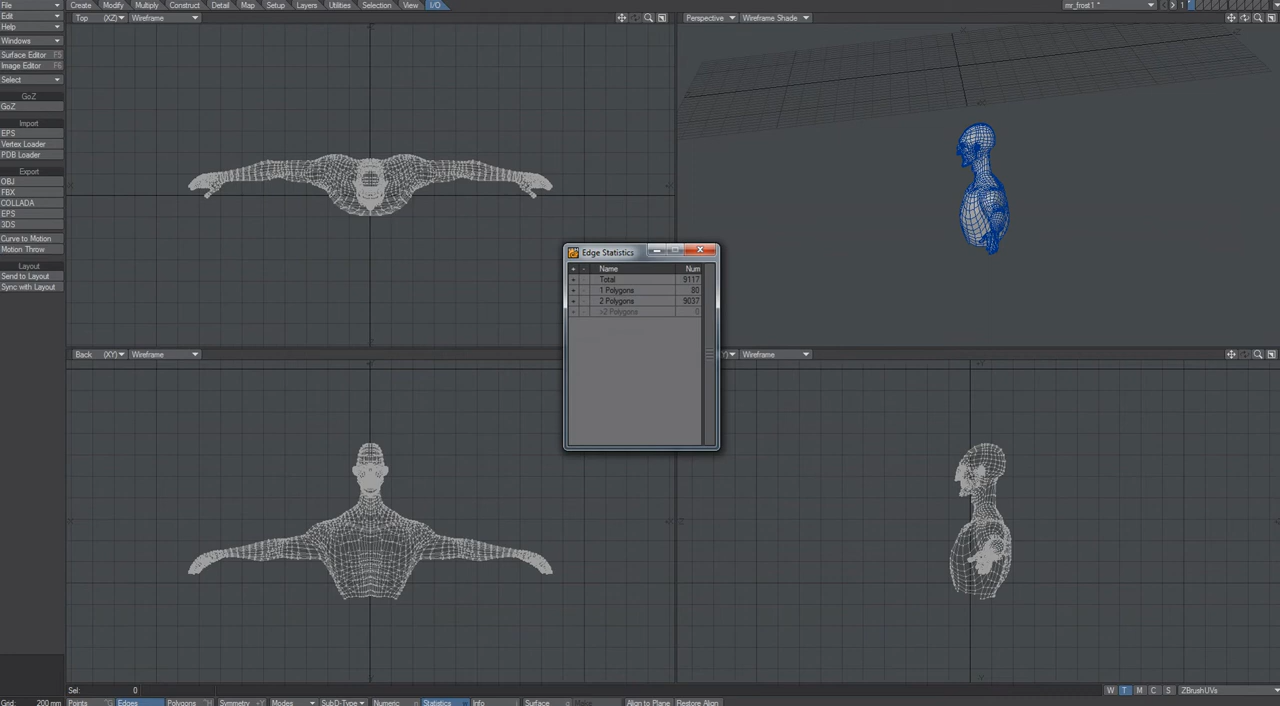 File Create Modify Multiply Construct Detail Map Setup Layers Utilities Selection View I/O mr_frost1 * 1
Edit Top (XZ) Wireframe Perspective Wireframe Shade
Help
Windows
Surface Editor F5
Image Editor F6
Select
GoZ
GoZ
Import
EPS
Vertex Loader
PDB Loader
Export
OBJ
FBX
COLLADA
EPS
3DS
Curve to Motion
Motion Throw
Layout
Send to Layout
Sync with Layout
Edge Statistics
+ - Name Num
+ - Total 9117
+ - 1 Polygons 80
+ - 2 Polygons 9037
+ - >2 Polygons 0
Back (XY) Wireframe Wireframe
Sel: 0 W T M C S ZBrushUVs
Grid: 200 mm Points Edges Polygons Symmetry Modes SubD-Type Numeric Statistics Info Surface Align to Plane Restore Align